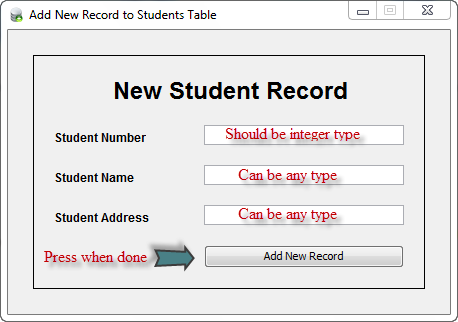 Add New Record to Students Table
New Student Record
Student Number Should be integer type
Student Name Can be any type
Student Address Can be any type
Press when done Add New Record